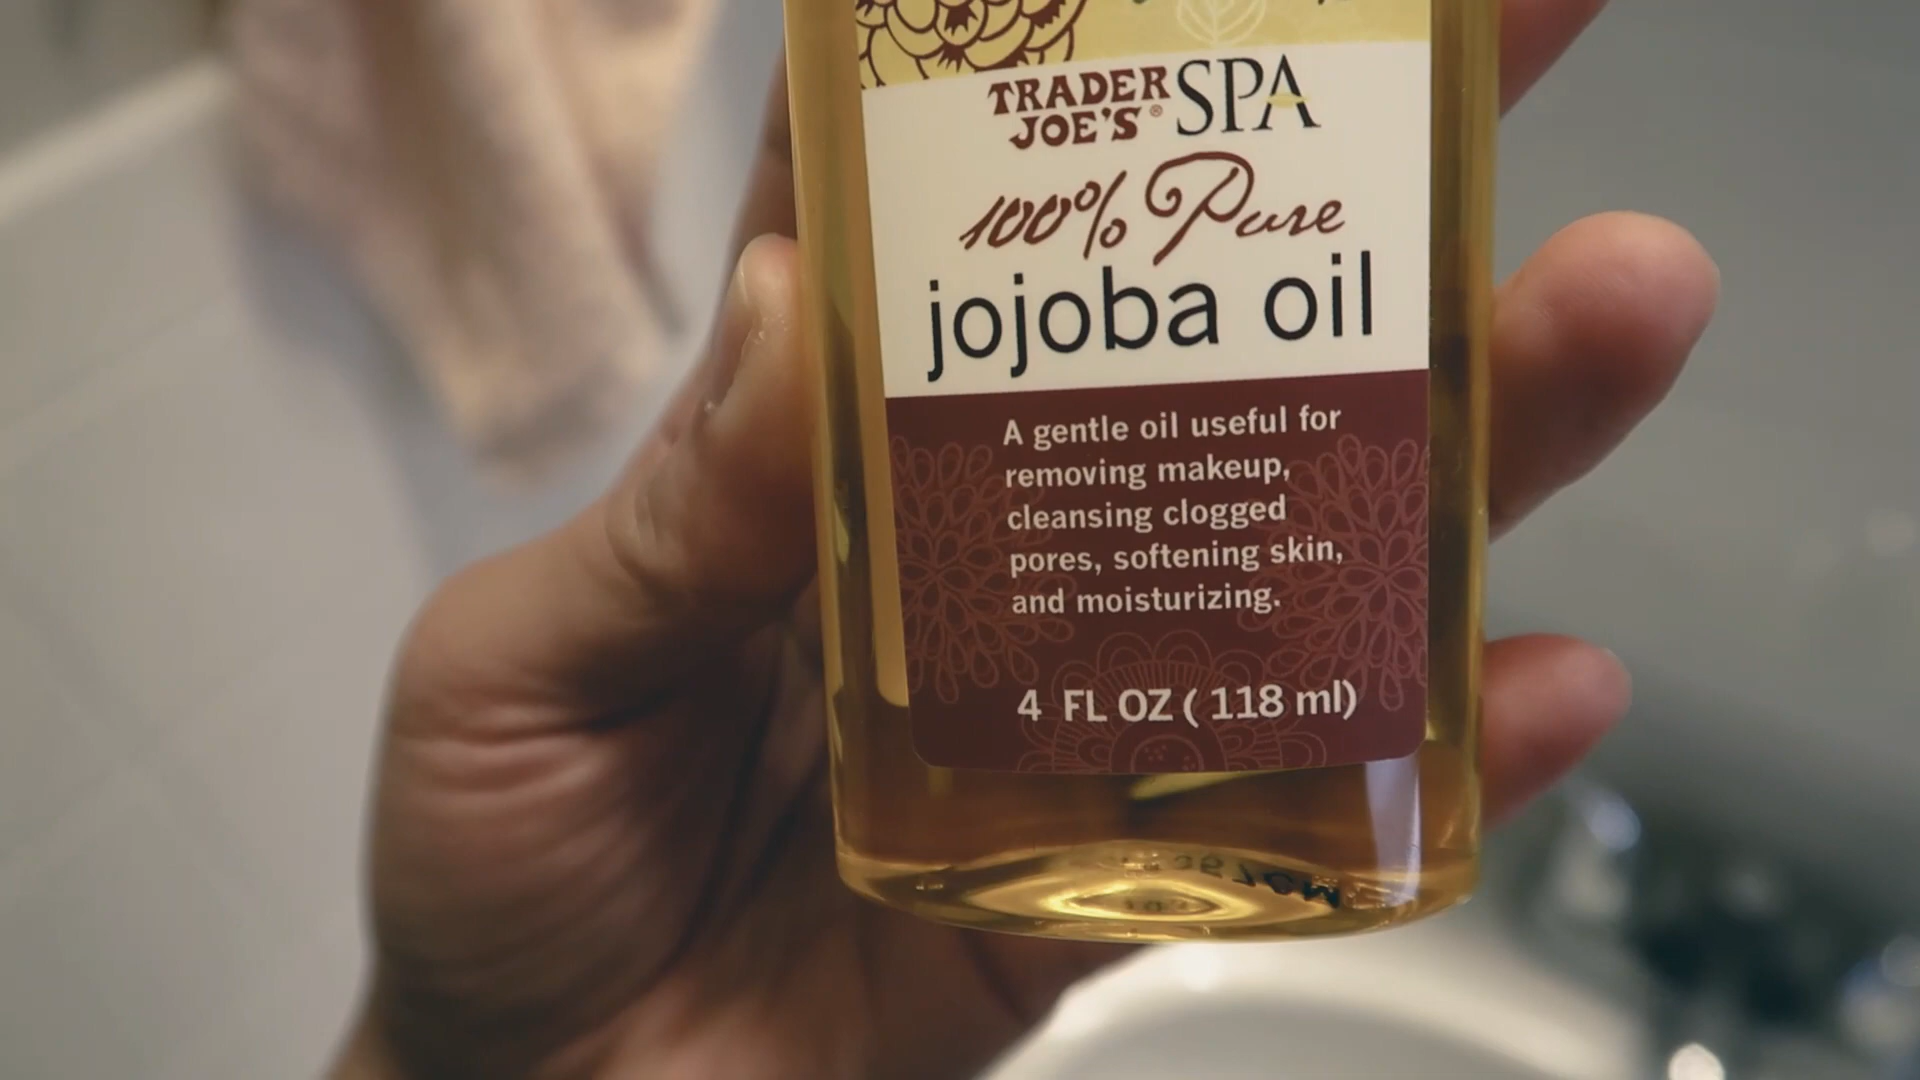 TRADER JOE'S® SPA
100% Pure
jojoba oil
A gentle oil useful for
removing makeup,
cleansing clogged
pores, softening skin,
and moisturizing.
4 FL OZ ( 118 ml)